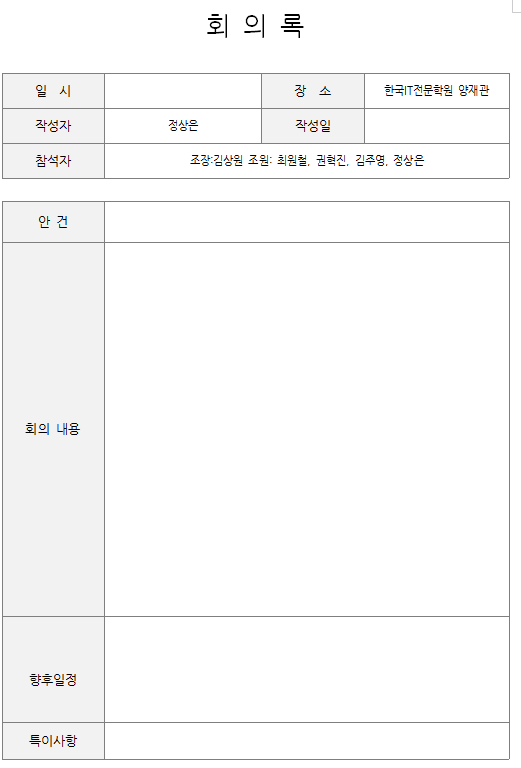 회 의 록
일 시 장 소 한국IT전문학원 양재관
작성자 정상은 작성일
참석자 조장:김상원 조원: 최원철, 권혁진, 김주영, 정상은
안 건
회의 내용
향후일정
특이사항